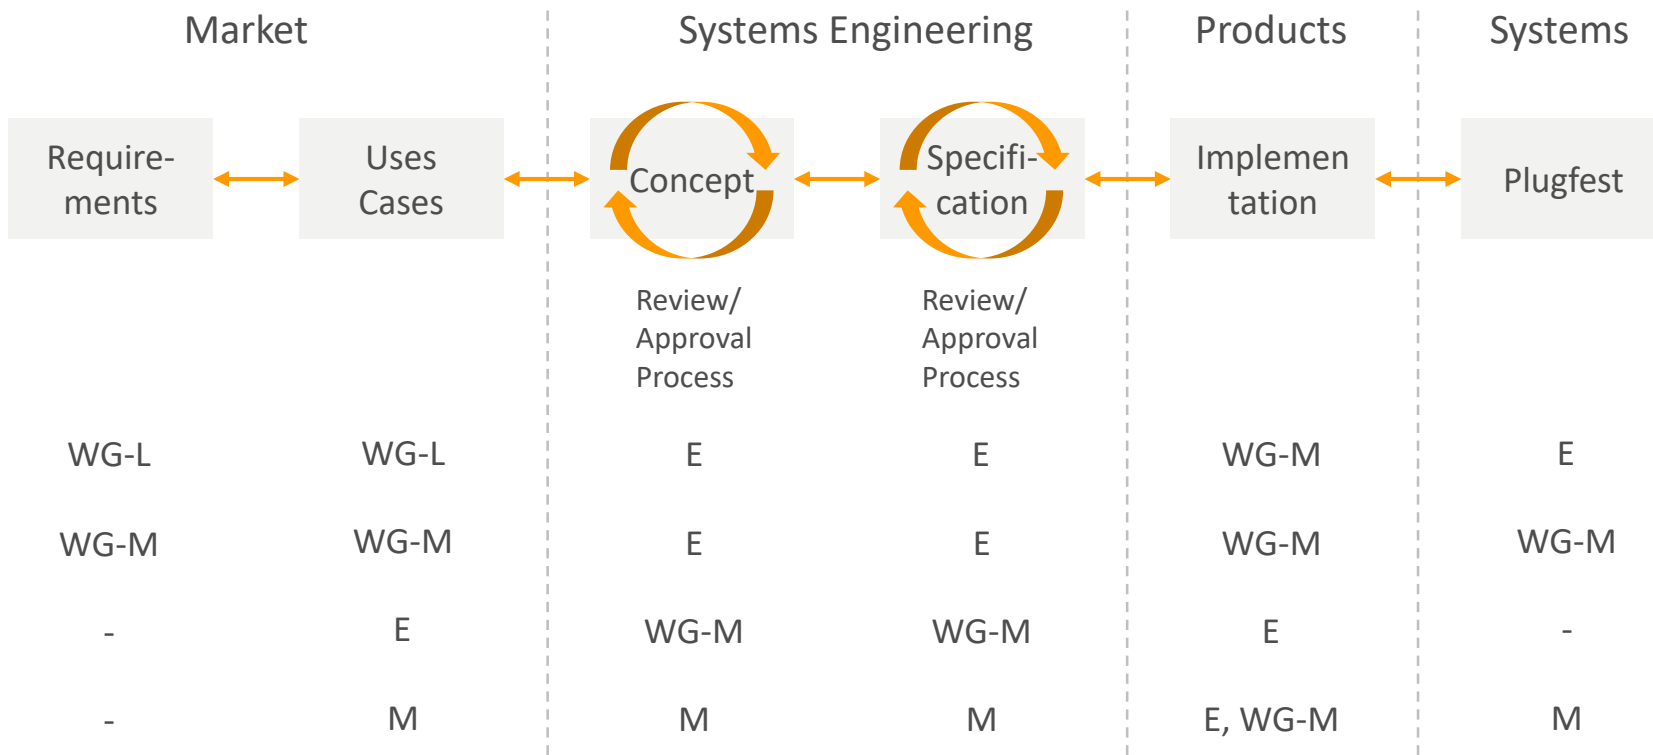 Market
Systems Engineering
Products
Systems
Require-
ments
Uses
Cases
Concept
Specifi-
cation
Implemen
tation
Plugfest
Review/
Approval
Process
Review/
Approval
Process
WG-L
WG-L
E
E
WG-M
E
WG-M
WG-M
E
E
WG-M
WG-M
-
E
WG-M
WG-M
E
-
-
M
M
M
E, WG-M
M